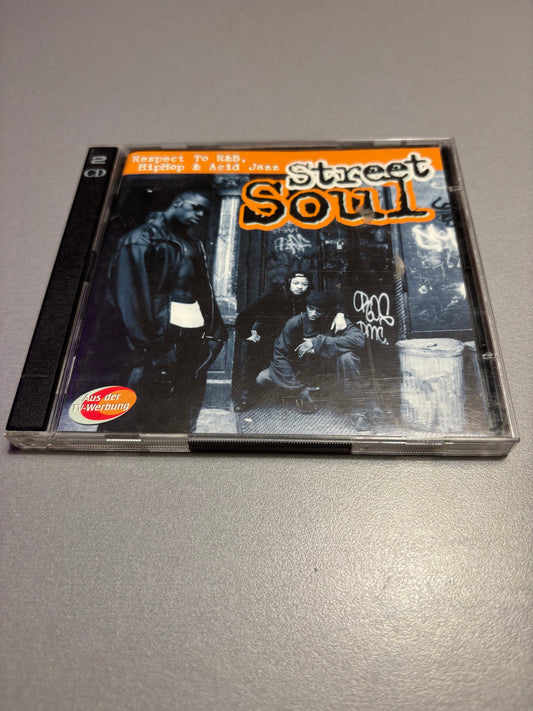 2
CD
Respect To R&B,
HipHop & Acid Jazz
Street
Soul
Aus der
TV-Werbung